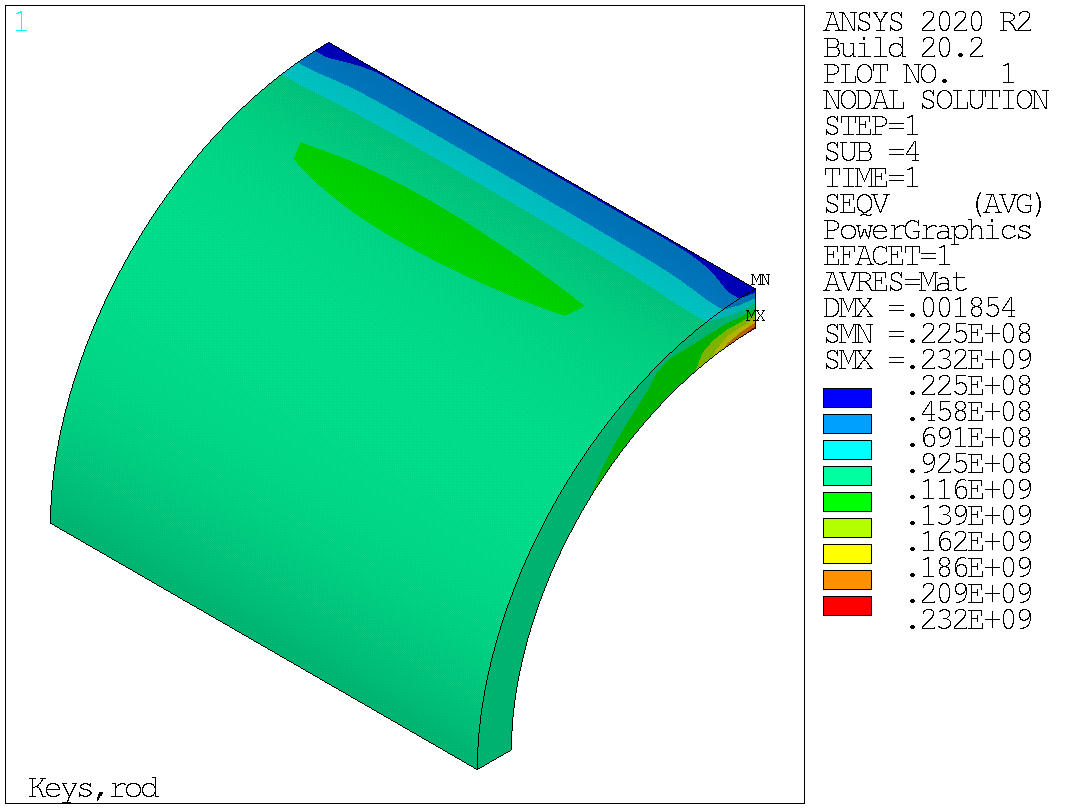 1
ANSYS 2020 R2
Build 20.2
PLOT NO.   1
NODAL SOLUTION
STEP=1
SUB =4
TIME=1
SEQV     (AVG)
PowerGraphics
EFACET=1
AVRES=Mat
DMX =.001854
SMN =.225E+08
SMX =.232E+09
.225E+08
.458E+08
.691E+08
.925E+08
.116E+09
.139E+09
.162E+09
.186E+09
.209E+09
.232E+09
MN
MX
Keys,rod